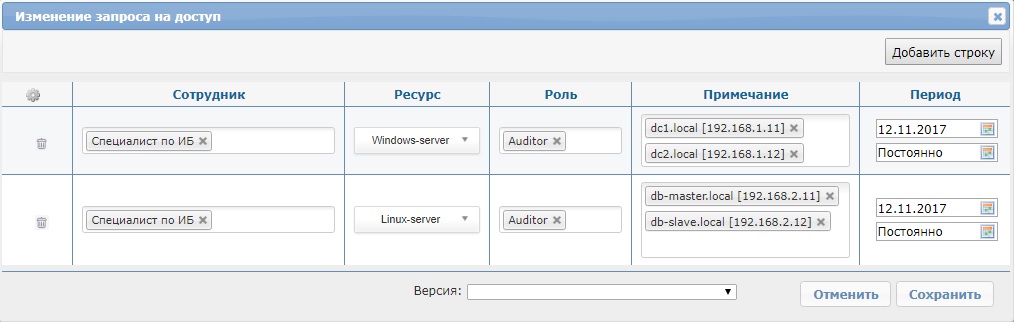 Изменение запроса на доступ
Добавить строку
Сотрудник Ресурс Роль Примечание Период
Специалист по ИБ Windows-server Auditor dc1.local [192.168.1.11] 12.11.2017
dc2.local [192.168.1.12] Постоянно
Специалист по ИБ Linux-server Auditor db-master.local [192.168.2.11] 12.11.2017
db-slave.local [192.168.2.12] Постоянно
Версия: Отменить Сохранить